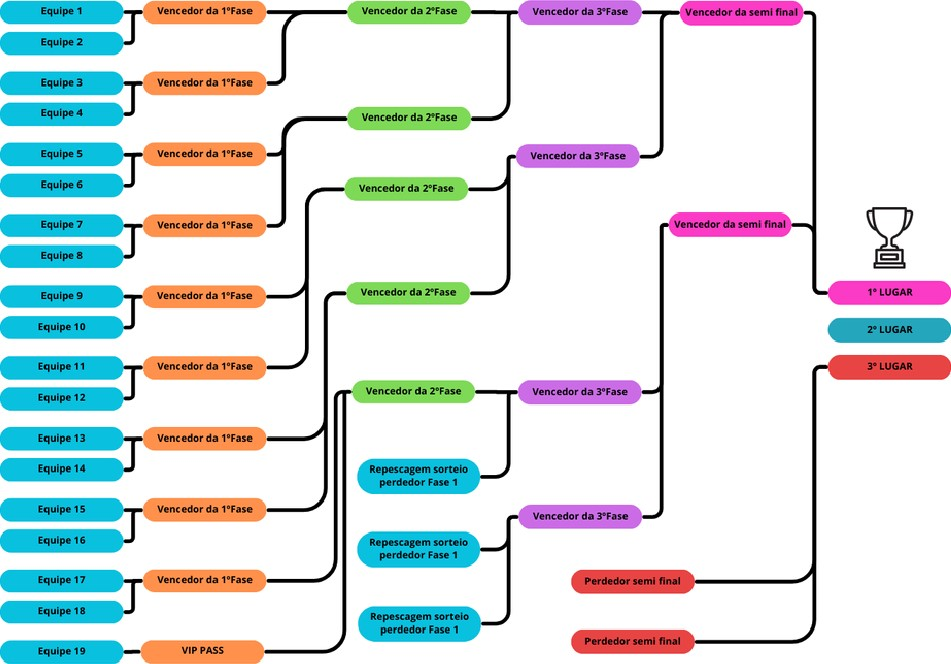 Equipe 1
Equipe 2
Equipe 3
Equipe 4
Equipe 5
Equipe 6
Equipe 7
Equipe 8
Equipe 9
Equipe 10
Equipe 11
Equipe 12
Equipe 13
Equipe 14
Equipe 15
Equipe 16
Equipe 17
Equipe 18
Equipe 19
Vencedor da 1ºFase
Vencedor da 1ºFase
Vencedor da 1ºFase
Vencedor da 1ºFase
Vencedor da 1ºFase
Vencedor da 1ºFase
Vencedor da 1ºFase
Vencedor da 1ºFase
Vencedor da 1ºFase
VIP PASS
Vencedor da 2ºFase
Vencedor da 2ºFase
Vencedor da 2ºFase
Vencedor da 2ºFase
Vencedor da 2ºFase
Repescagem sorteio
perdedor Fase 1
Repescagem sorteio
perdedor Fase 1
Repescagem sorteio
perdedor Fase 1
Vencedor da 3ºFase
Vencedor da 3ºFase
Vencedor da 3ºFase
Vencedor da 3ºFase
Vencedor da semi final
Vencedor da semi final
Perdedor semi final
Perdedor semi final
1º LUGAR
2º LUGAR
3º LUGAR